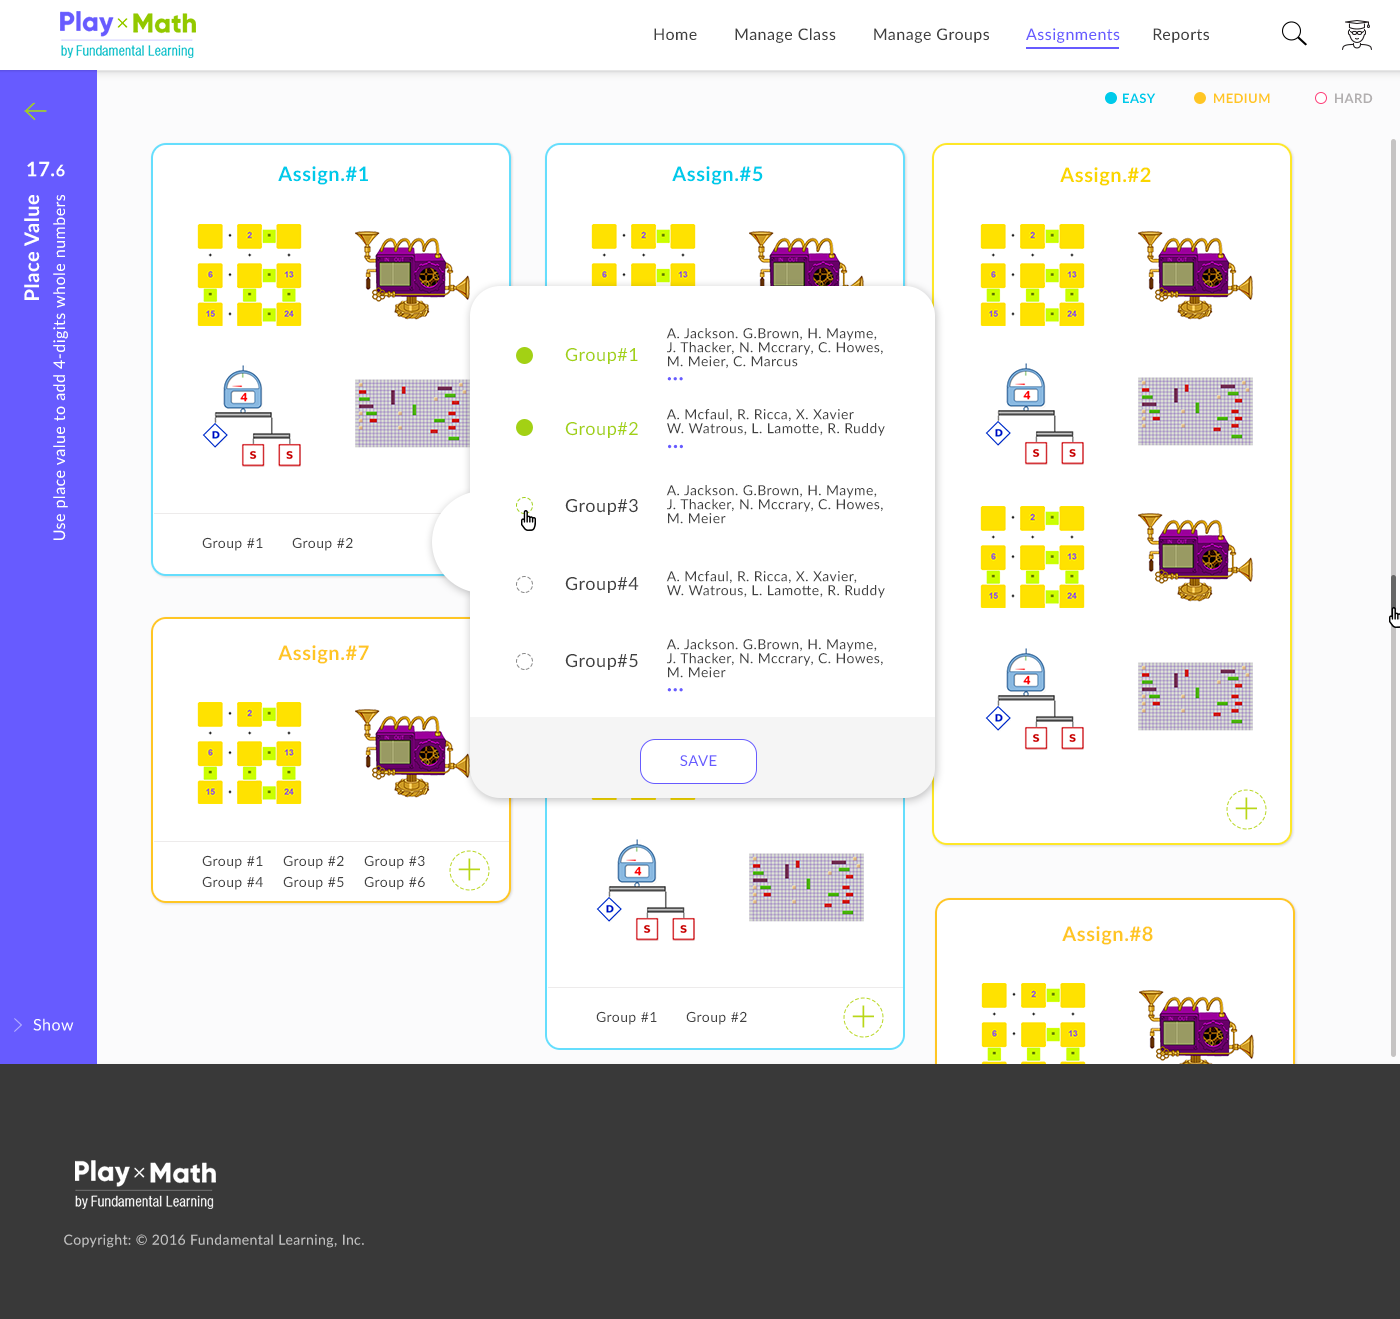 Play × Math
by Fundamental Learning
Home
Manage Class
Manage Groups
Assignments
Reports
EASY
MEDIUM
HARD
17.6
Place Value
Use place value to add 4-digits whole numbers
Show
Assign.#1
2
6
13
15
24
4
D
S
S
Group #1
Group #2
Assign.#5
2
6
13
Assign.#2
2
6
13
15
24
4
D
S
S
2
6
13
15
24
4
D
S
S
Group#1
A. Jackson. G.Brown, H. Mayme,
J. Thacker, N. Mccrary, C. Howes,
M. Meier, C. Marcus
...
Group#2
A. Mcfaul, R. Ricca, X. Xavier
W. Watrous, L. Lamotte, R. Ruddy
...
Group#3
A. Jackson. G.Brown, H. Mayme,
J. Thacker, N. Mccrary, C. Howes,
M. Meier
Group#4
A. Mcfaul, R. Ricca, X. Xavier,
W. Watrous, L. Lamotte, R. Ruddy
Group#5
A. Jackson. G.Brown, H. Mayme,
J. Thacker, N. Mccrary, C. Howes,
M. Meier
...
SAVE
Assign.#7
2
6
13
15
24
Group #1 Group #2 Group #3
Group #4 Group #5 Group #6
4
D
S
S
Group #1
Group #2
Assign.#8
2
6
13
Play × Math
by Fundamental Learning
Copyright: © 2016 Fundamental Learning, Inc.